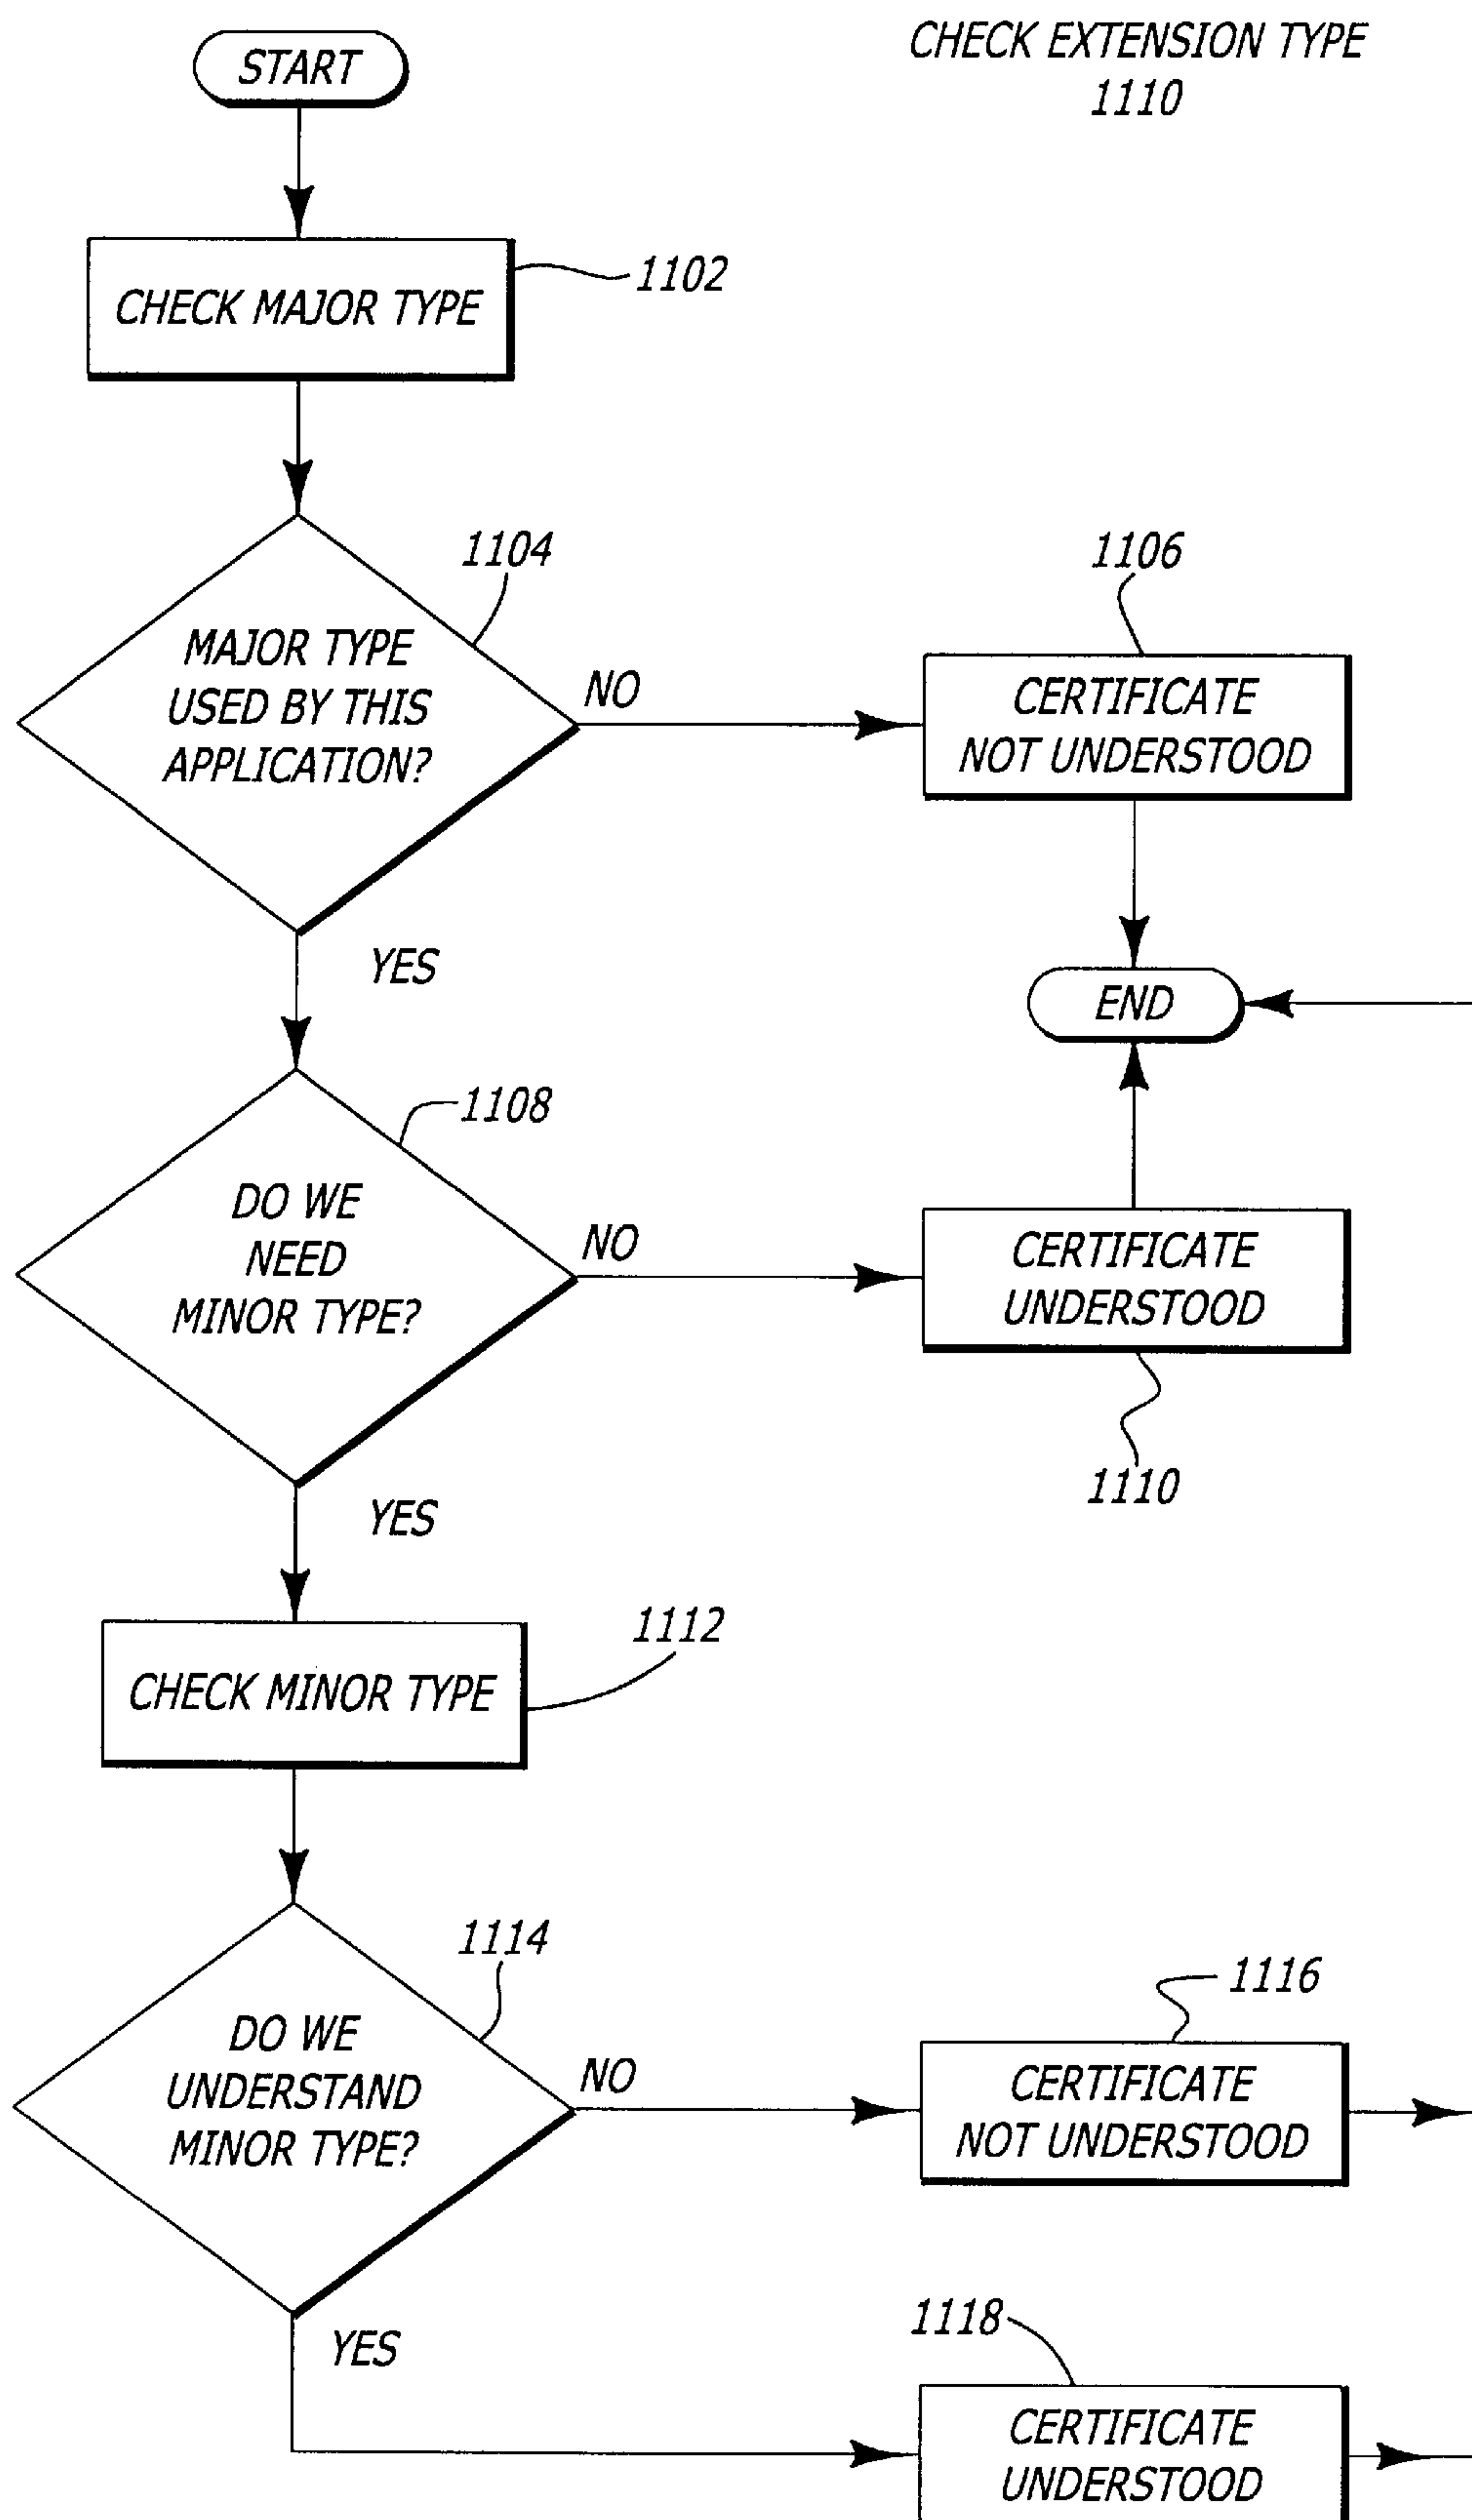 CHECK EXTENSION TYPE
1110
START
CHECK MAJOR TYPE
1102
1104
MAJOR TYPE
USED BY THIS
APPLICATION?
NO
YES
1106
CERTIFICATE
NOT UNDERSTOOD
END
1108
DO WE
NEED
MINOR TYPE?
NO
YES
CERTIFICATE
UNDERSTOOD
1110
1112
CHECK MINOR TYPE
1114
DO WE
UNDERSTAND
MINOR TYPE?
NO
YES
1116
CERTIFICATE
NOT UNDERSTOOD
1118
CERTIFICATE
UNDERSTOOD